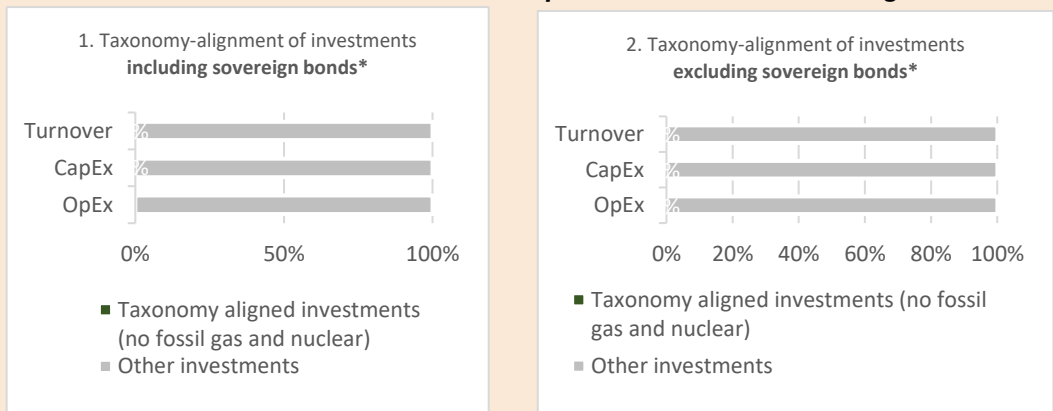 1. Taxonomy-alignment of investments
including sovereign bonds*
Turnover
%
CapEx
%
OpEx
0% 50% 100%
Taxonomy aligned investments
(no fossil gas and nuclear)
Other investments
2. Taxonomy-alignment of investments
excluding sovereign bonds*
Turnover
%
CapEx
%
OpEx
%
0% 20% 40% 60% 80% 100%
Taxonomy aligned investments (no fossil
gas and nuclear)
Other investments